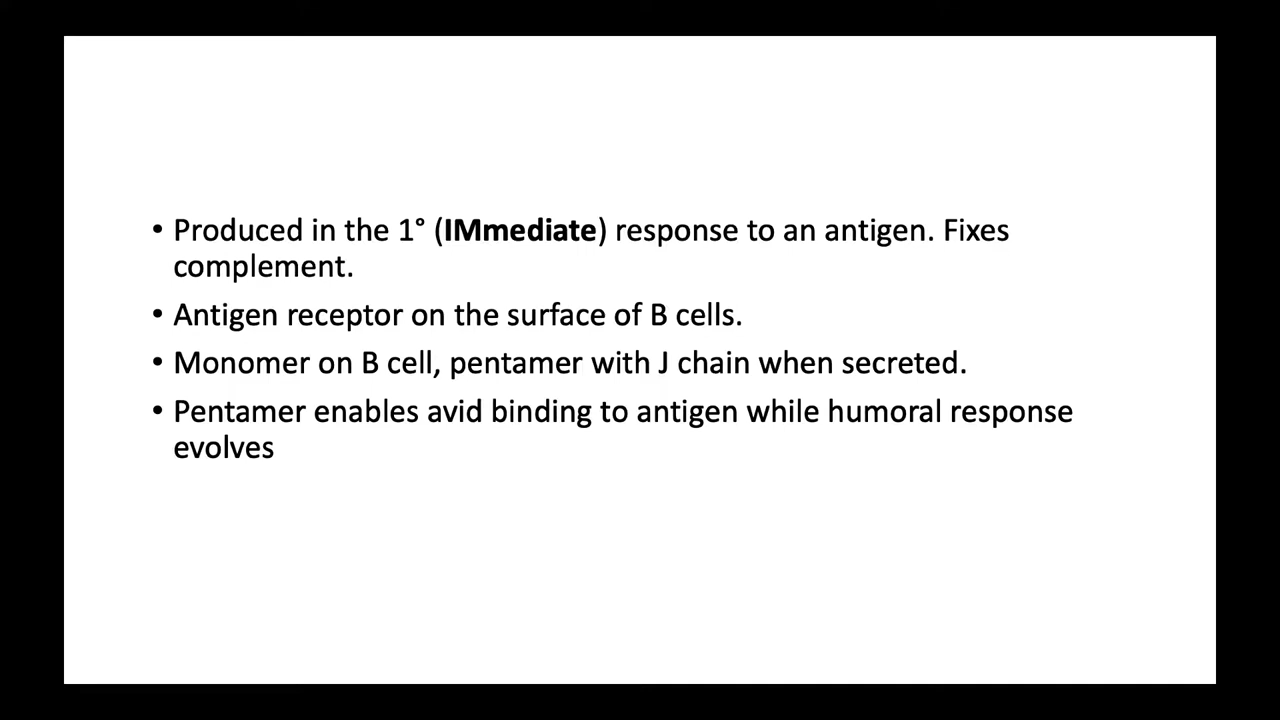 • Produced in the 1° (IMmediate) response to an antigen. Fixes
complement.
• Antigen receptor on the surface of B cells.
• Monomer on B cell, pentamer with J chain when secreted.
• Pentamer enables avid binding to antigen while humoral response
evolves